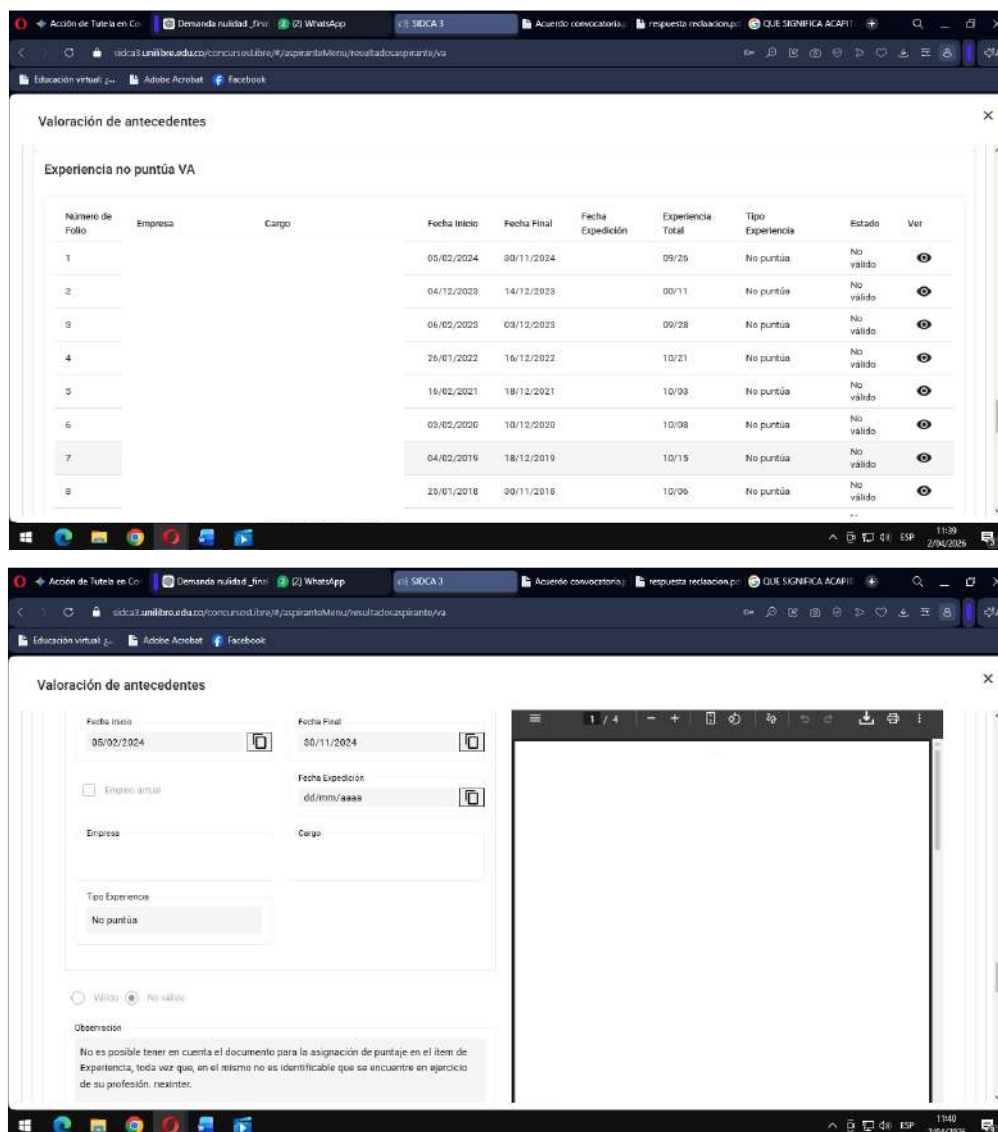 Acción de Tutela en Co
Demanda nulidad _fina
(2) WhatsApp
SIDCA 3
Acuerdo convocatoria
respuesta reclaacion.p
QUE SIGNIFICA ACAPIT
sidca3.unilibre.edu.co/concursosLibre/#/aspiranteMenu/resultadosaspirante/va
Educación virtual: ¿...
Adobe Acrobat
Facebook
Valoración de antecedentes
Experiencia no puntúa VA
Número de Folio Empresa Cargo Fecha Inicio Fecha Final Fecha Expedición Experiencia Total Tipo Experiencia Estado Ver
1 05/02/2024 30/11/2024 09/26 No puntúa No válido
2 04/12/2023 14/12/2023 00/11 No puntúa No válido
3 06/02/2023 03/12/2023 09/28 No puntúa No válido
4 26/01/2022 16/12/2022 10/21 No puntúa No válido
5 16/02/2021 18/12/2021 10/03 No puntúa No válido
6 03/02/2020 10/12/2020 10/08 No puntúa No válido
7 04/02/2019 18/12/2019 10/15 No puntúa No válido
8 25/01/2018 30/11/2018 10/06 No puntúa No válido
ESP
11:39
2/04/2026
Acción de Tutela en Co
Demanda nulidad _fina
(2) WhatsApp
SIDCA 3
Acuerdo convocatoria
respuesta reclaacion.p
QUE SIGNIFICA ACAPIT
sidca3.unilibre.edu.co/concursosLibre/#/aspiranteMenu/resultadosaspirante/va
Educación virtual: ¿...
Adobe Acrobat
Facebook
Valoración de antecedentes
Fecha Inicio
05/02/2024
Fecha Final
30/11/2024
Empleo actual
Fecha Expedición
dd/mm/aaaa
Empresa
Cargo
Tipo Experiencia
No puntúa
1 / 4
Válido
No válido
Observación
No es posible tener en cuenta el documento para la asignación de puntaje en el ítem de
Experiencia, toda vez que, en el mismo no es identificable que se encuentre en ejercicio
de su profesión. nexinter.
ESP
11:40
2/04/2026